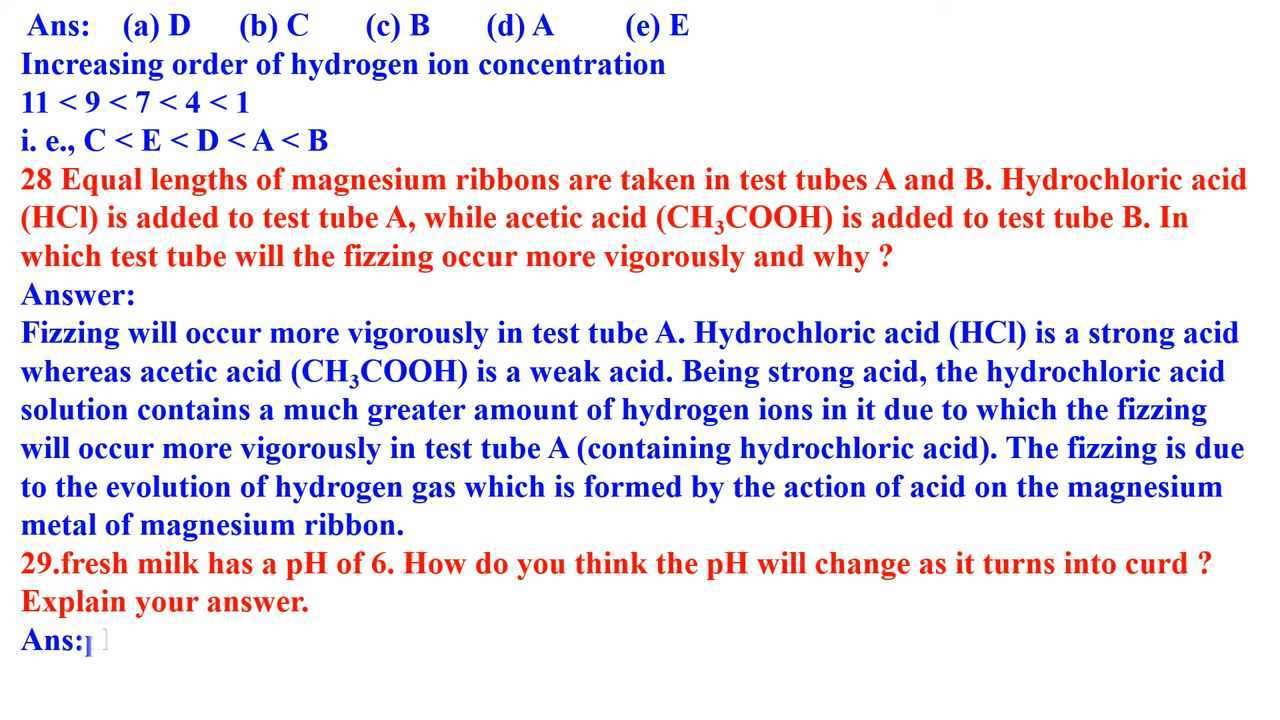 Ans: (a) D (b) C (c) B (d) A (e) E
Increasing order of hydrogen ion concentration
11 < 9 < 7 < 4 < 1
i. e., C < E < D < A < B
28 Equal lengths of magnesium ribbons are taken in test tubes A and B. Hydrochloric acid
(HCl) is added to test tube A, while acetic acid (CH₃COOH) is added to test tube B. In
which test tube will the fizzing occur more vigorously and why ?
Answer:
Fizzing will occur more vigorously in test tube A. Hydrochloric acid (HCl) is a strong acid
whereas acetic acid (CH₃COOH) is a weak acid. Being strong acid, the hydrochloric acid
solution contains a much greater amount of hydrogen ions in it due to which the fizzing
will occur more vigorously in test tube A (containing hydrochloric acid). The fizzing is due
to the evolution of hydrogen gas which is formed by the action of acid on the magnesium
metal of magnesium ribbon.
29.fresh milk has a pH of 6. How do you think the pH will change as it turns into curd ?
Explain your answer.
Ans: